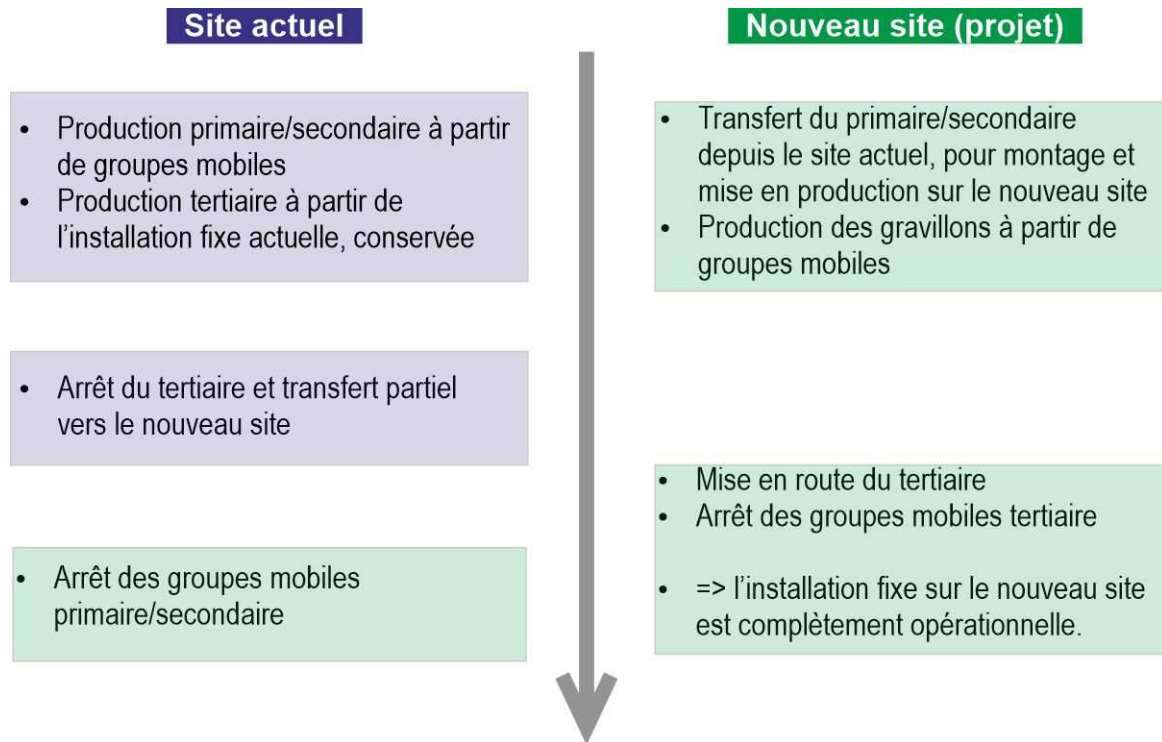 Site actuel
• Production primaire/secondaire à partir
de groupes mobiles
• Production tertiaire à partir de
l'installation fixe actuelle, conservée
• Arrêt du tertiaire et transfert partiel
vers le nouveau site
• Arrêt des groupes mobiles
primaire/secondaire
Nouveau site (projet)
• Transfert du primaire/secondaire
depuis le site actuel, pour montage et
mise en production sur le nouveau site
• Production des gravillons à partir de
groupes mobiles
• Mise en route du tertiaire
• Arrêt des groupes mobiles tertiaire
• => l'installation fixe sur le nouveau site
est complètement opérationnelle.